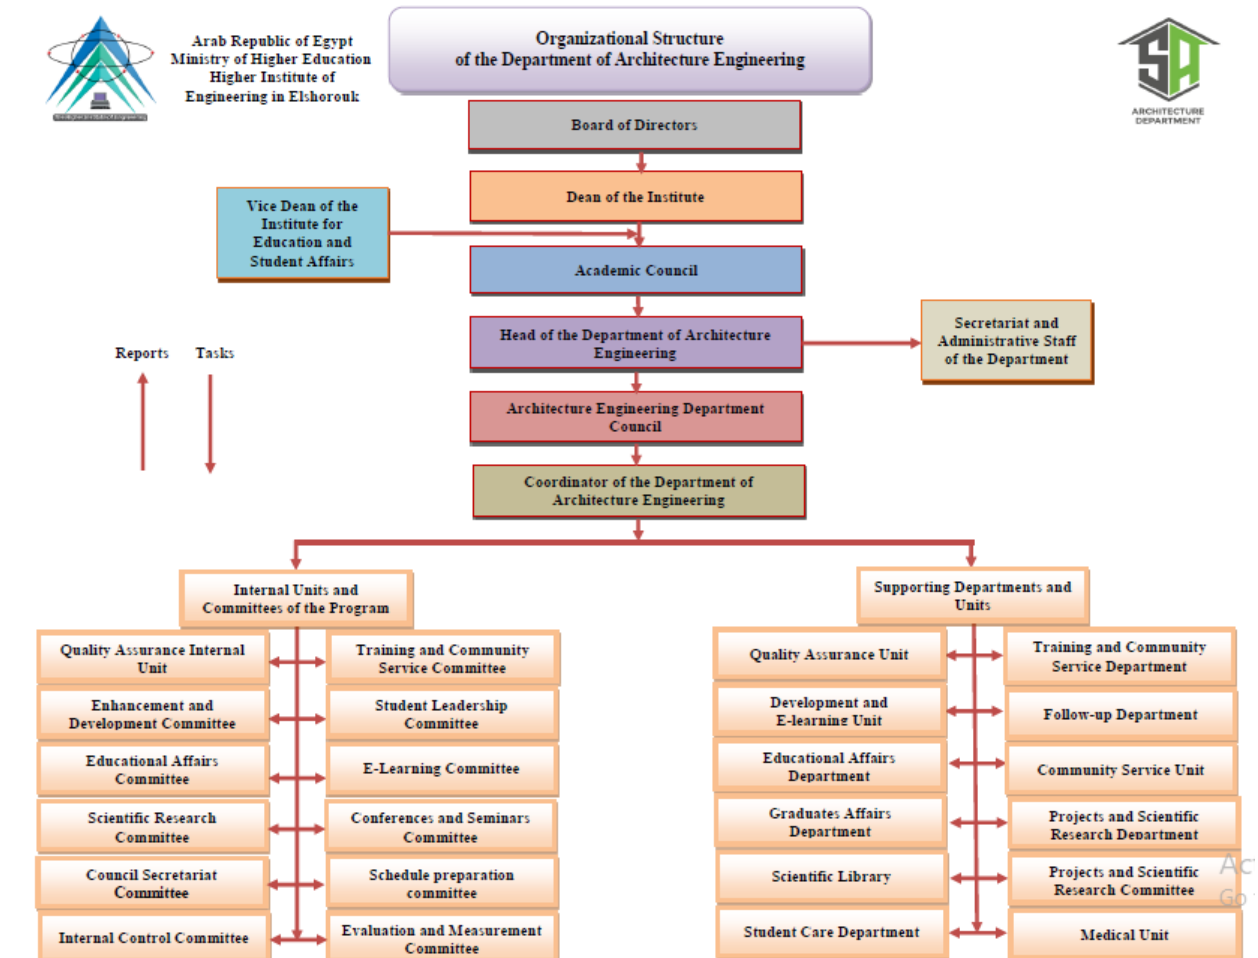 Arab Republic of Egypt
Ministry of Higher Education
Higher Institute of
Engineering in Elshorouk
Organizational Structure
of the Department of Architecture Engineering
SA
ARCHITECTURE
DEPARTMENT
Board of Directors
Dean of the Institute
Vice Dean of the
Institute for
Education and
Student Affairs
Academic Council
Head of the Department of Architecture
Engineering
Secretariat and
Administrative Staff
of the Department
Reports
Tasks
Architecture Engineering Department
Council
Coordinator of the Department of
Architecture Engineering
Internal Units and
Committees of the Program
Quality Assurance Internal
Unit
Training and Community
Service Committee
Enhancement and
Development Committee
Student Leadership
Committee
Educational Affairs
Committee
E-Learning Committee
Scientific Research
Committee
Conferences and Seminars
Committee
Council Secretariat
Committee
Schedule preparation
committee
Internal Control Committee
Evaluation and Measurement
Committee
Supporting Departments and
Units
Quality Assurance Unit
Training and Community
Service Department
Development and
E-learning Unit
Follow-up Department
Educational Affairs
Department
Community Service Unit
Graduates Affairs
Department
Projects and Scientific
Research Department
Scientific Library
Projects and Scientific
Research Committee
Student Care Department
Medical Unit
Go